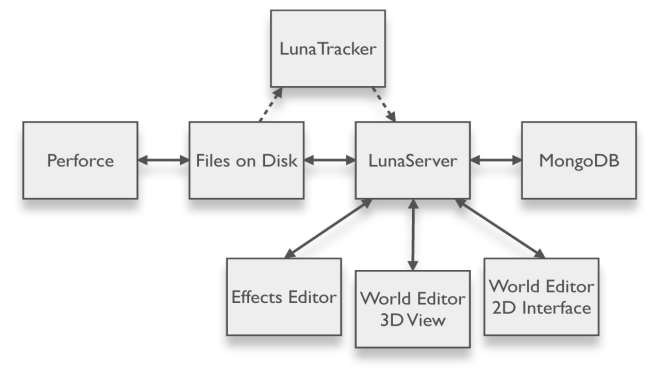 LunaTracker
Perforce
Files on Disk
LunaServer
MongoDB
Effects Editor
World Editor
3D View
World Editor
2D Interface